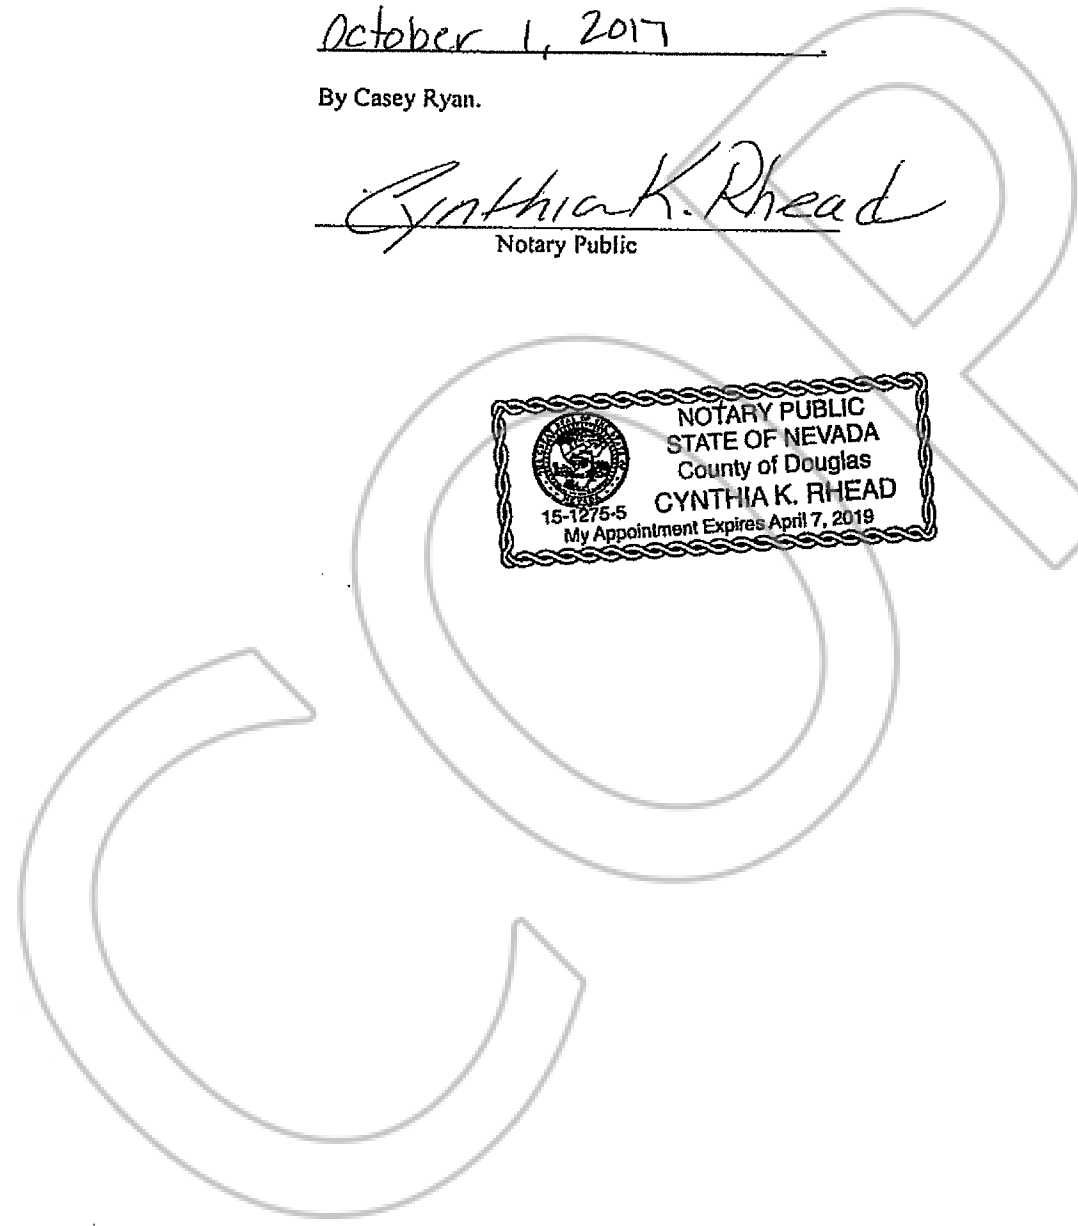 October 1, 2017.
By Casey Ryan.
Cynthia K. Rhead
Notary Public
NOTARY PUBLIC
STATE OF NEVADA
County of Douglas
CYNTHIA K. RHEAD
15-1275-5
My Appointment Expires April 7, 2019
COP